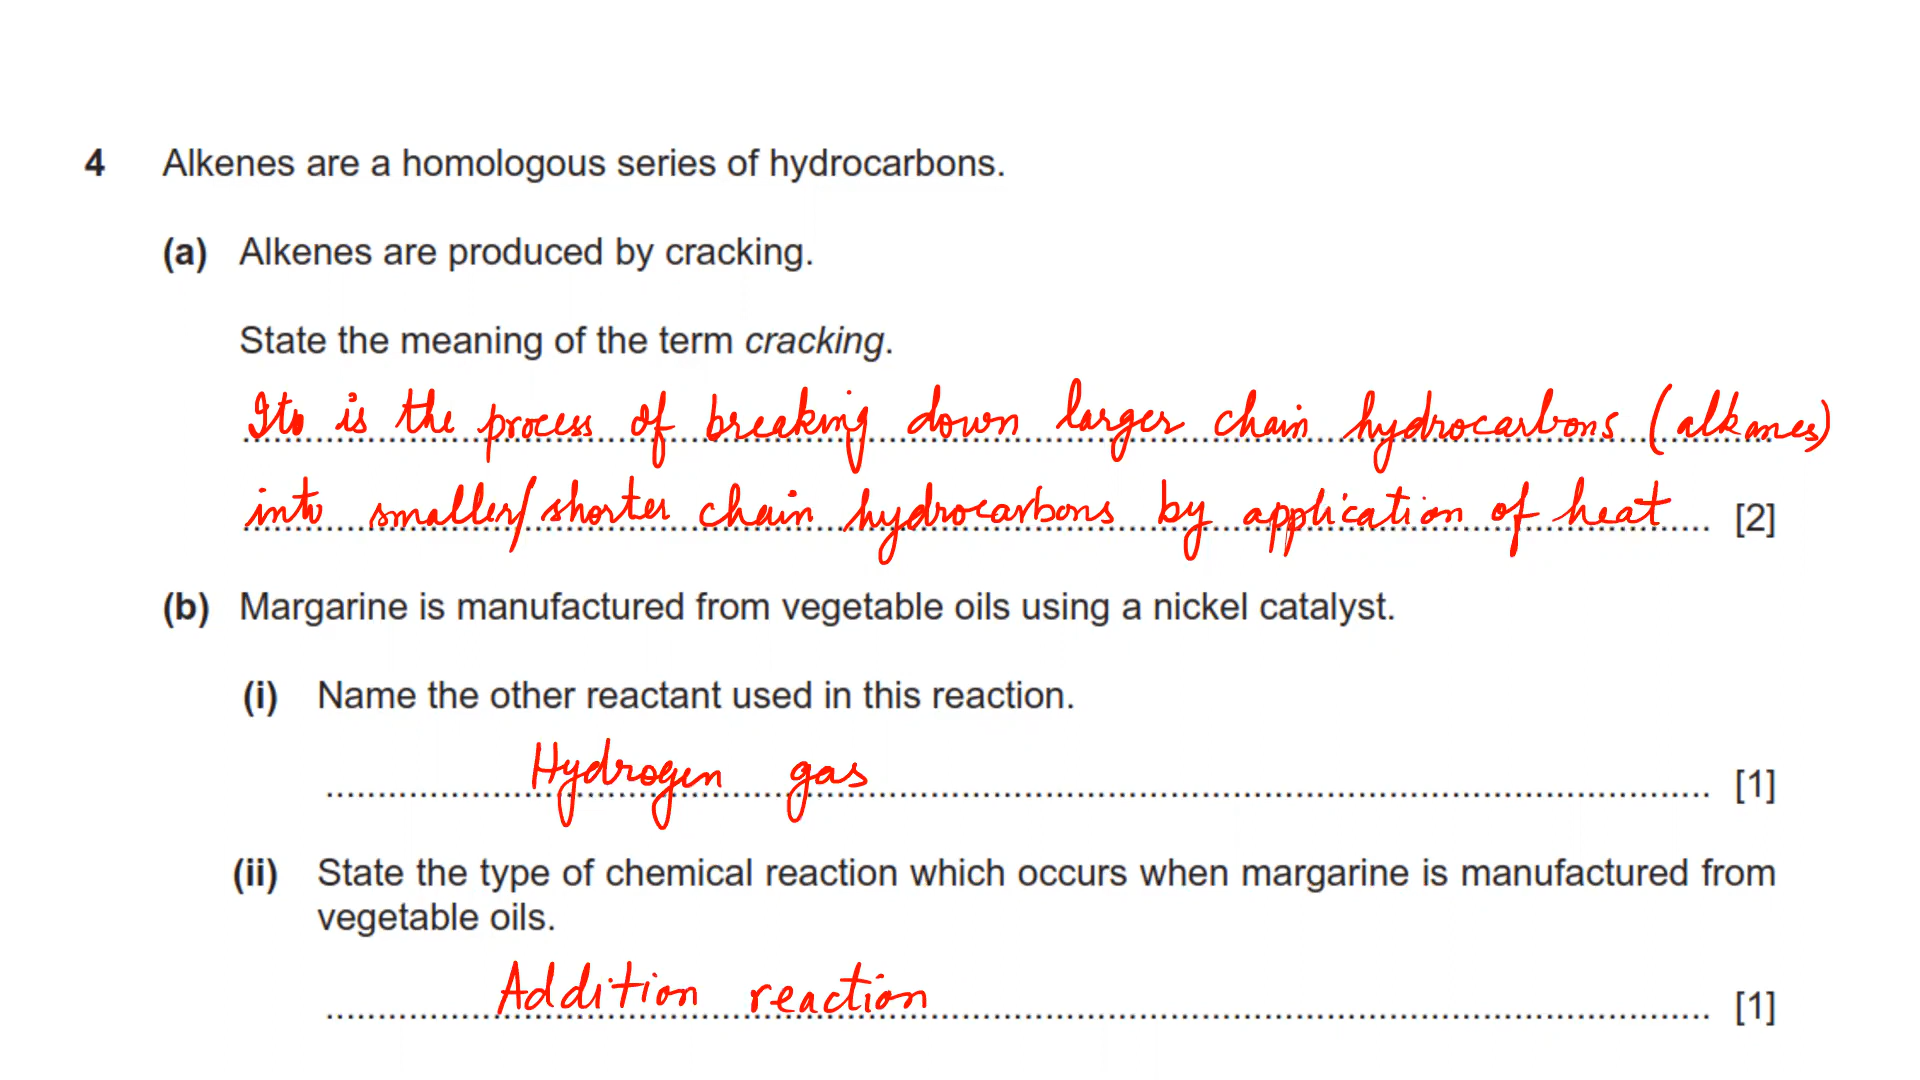 4 Alkenes are a homologous series of hydrocarbons.
(a) Alkenes are produced by cracking.
State the meaning of the term cracking.
It is the process of breaking down larger chain hydrocarbons (alkanes)
into smaller/shorter chain hydrocarbons by application of heat [2]
(b) Margarine is manufactured from vegetable oils using a nickel catalyst.
(i) Name the other reactant used in this reaction.
Hydrogen gas [1]
(ii) State the type of chemical reaction which occurs when margarine is manufactured from
vegetable oils.
Addition reaction [1]